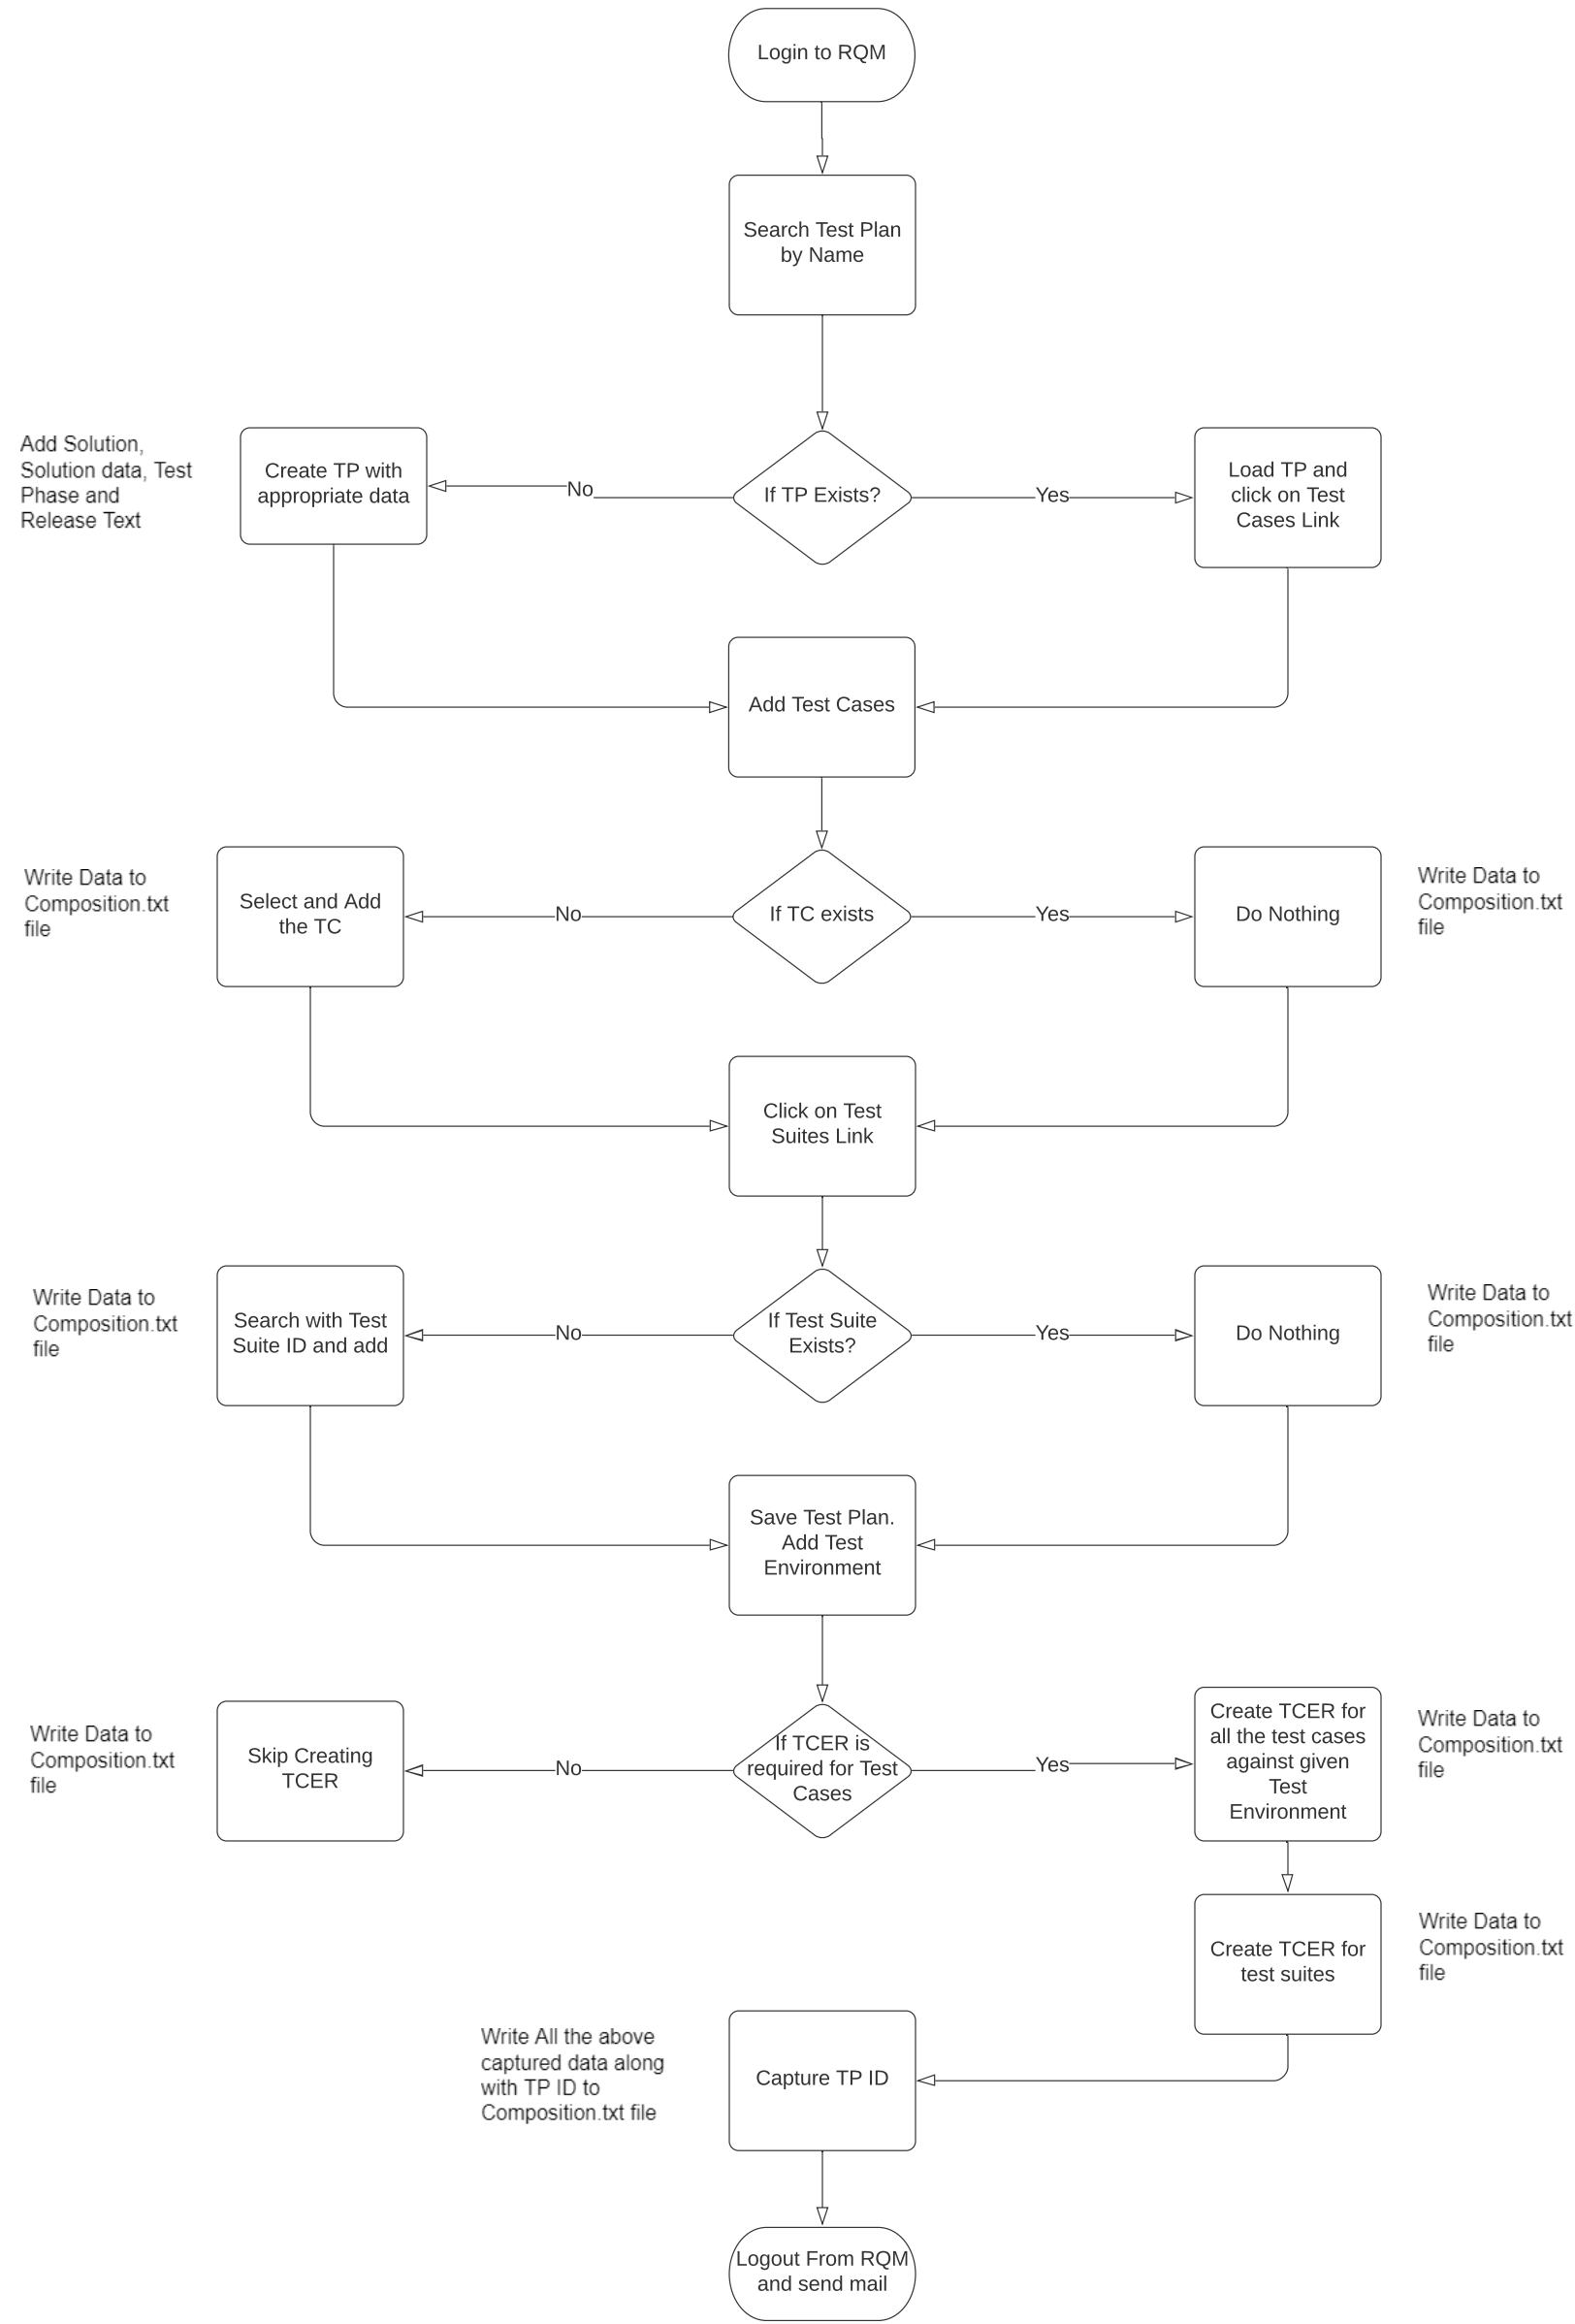 Login to RQM
Search Test Plan
by Name
Add Solution,
Solution data, Test
Phase and
Release Text
Create TP with
appropriate data
No
If TP Exists?
Yes
Load TP and
click on Test
Cases Link
Add Test Cases
Write Data to
Composition.txt
file
Select and Add
the TC
No
If TC exists
Yes
Do Nothing
Write Data to
Composition.txt
file
Click on Test
Suites Link
Write Data to
Composition.txt
file
Search with Test
Suite ID and add
No
If Test Suite
Exists?
Yes
Do Nothing
Write Data to
Composition.txt
file
Save Test Plan.
Add Test
Environment
Write Data to
Composition.txt
file
Skip Creating
TCER
No
If TCER is
required for Test
Cases
Yes
Create TCER for
all the test cases
against given
Test
Environment
Write Data to
Composition.txt
file
Create TCER for
test suites
Write Data to
Composition.txt
file
Write All the above
captured data along
with TP ID to
Composition.txt file
Capture TP ID
Logout From RQM
and send mail